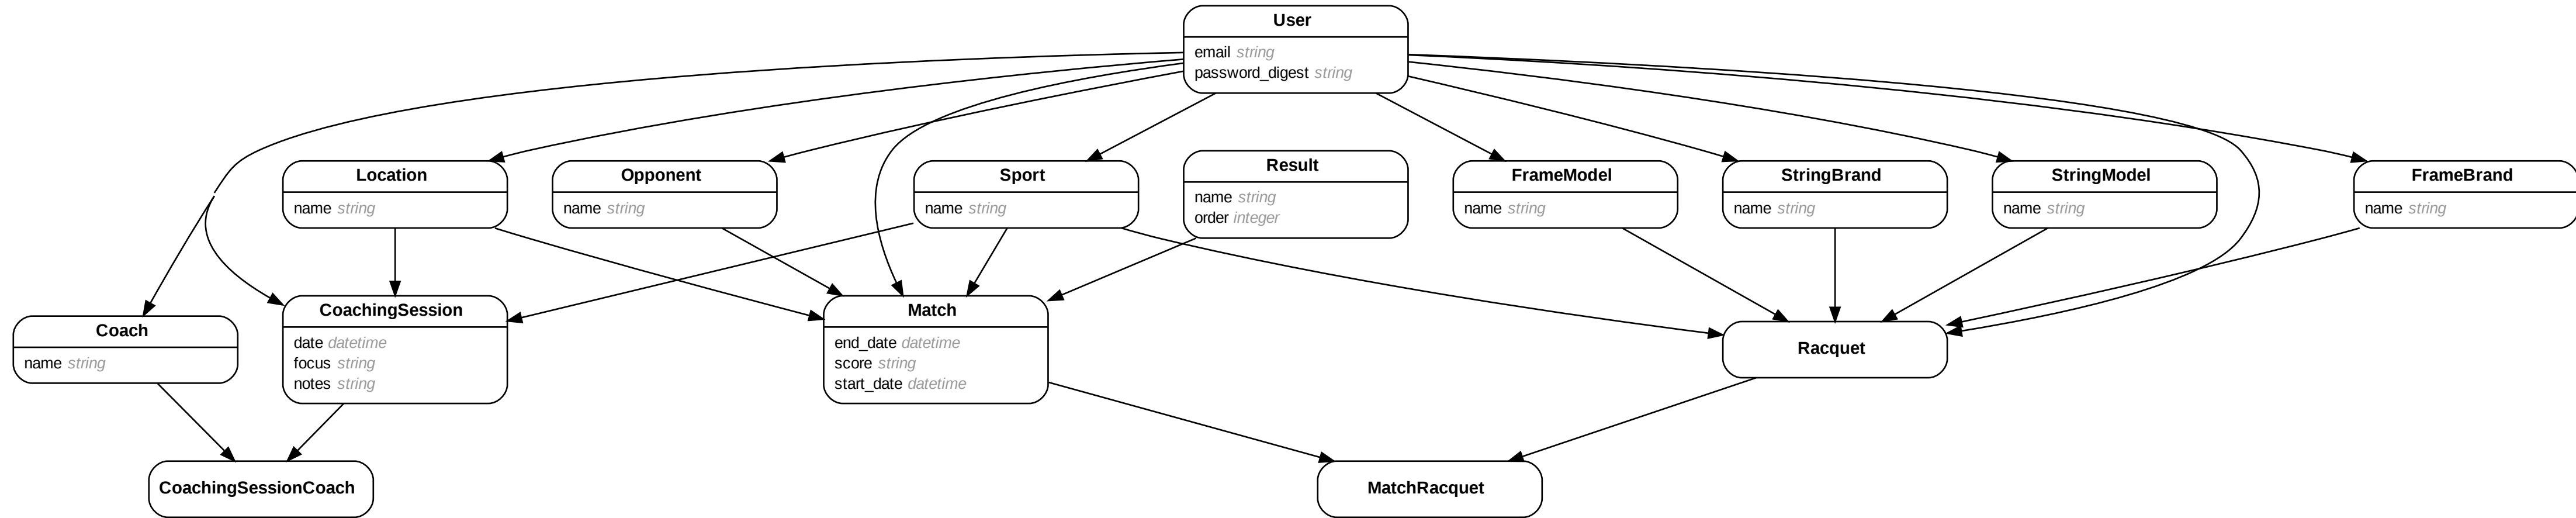 User
email string
password_digest string
Location
name string
Opponent
name string
Sport
name string
Result
name string
order integer
FrameModel
name string
StringBrand
name string
StringModel
name string
FrameBrand
name string
Coach
name string
CoachingSession
date datetime
focus string
notes string
Match
end_date datetime
score string
start_date datetime
Racquet
CoachingSessionCoach
MatchRacquet